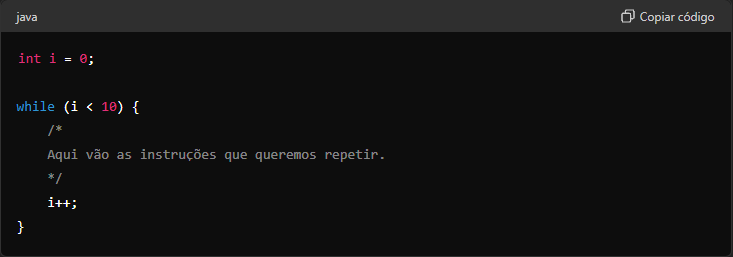 java
Copiar código
int i = 0;
while (i < 10) {
/*
Aqui vão as instruções que queremos repetir.
*/
i++;
}